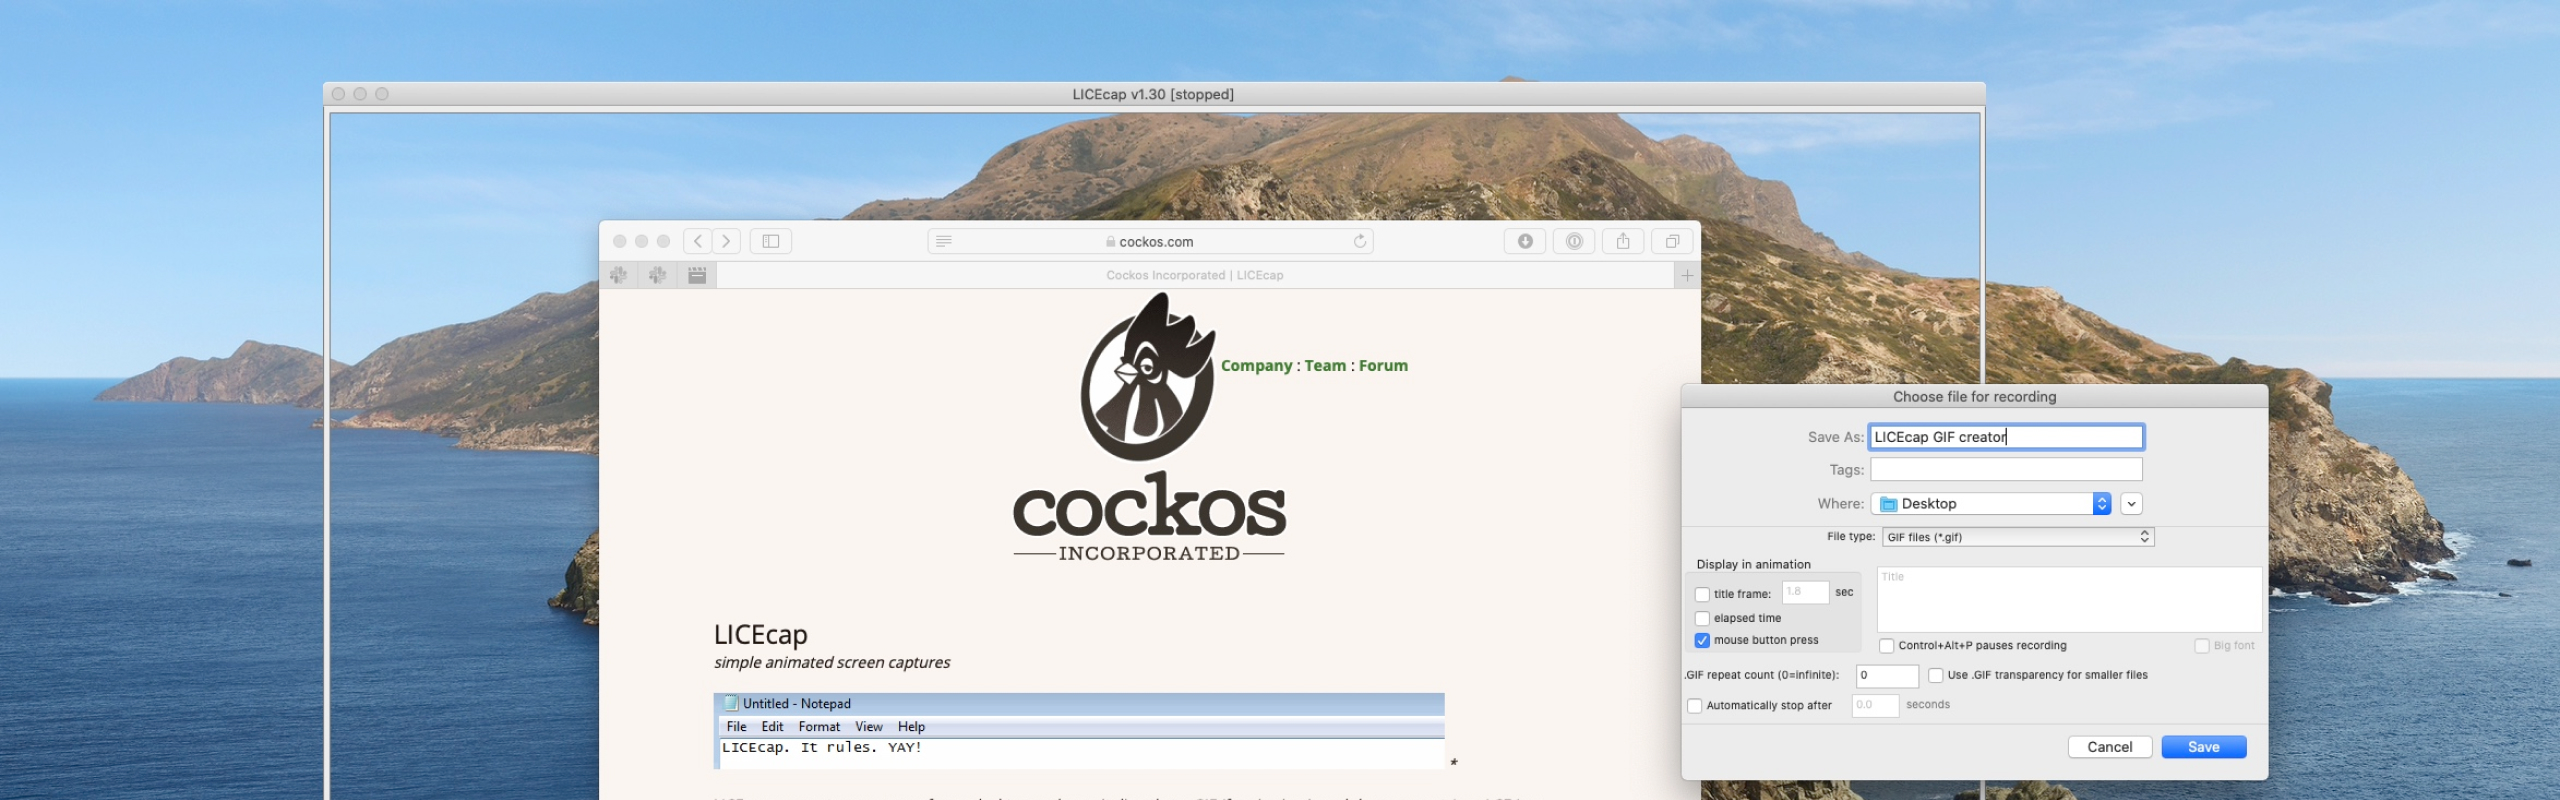 LICEcap v1.30 [stopped]
cockos.com
Cockos Incorporated | LICEcap
Company : Team : Forum
cockos
INCORPORATED
LICEcap
simple animated screen captures
Untitled - Notepad
File Edit Format View Help
LICEcap. It rules. YAY!
*
Choose file for recording
Save As: LICEcap GIF creator
Tags:
Where: Desktop
File type: GIF files (*.gif)
Display in animation
Title
title frame: 1.8 sec
elapsed time
mouse button press
Control+Alt+P pauses recording Big font
.GIF repeat count (0=infinite): 0 Use .GIF transparency for smaller files
Automatically stop after 0.0 seconds
Cancel Save